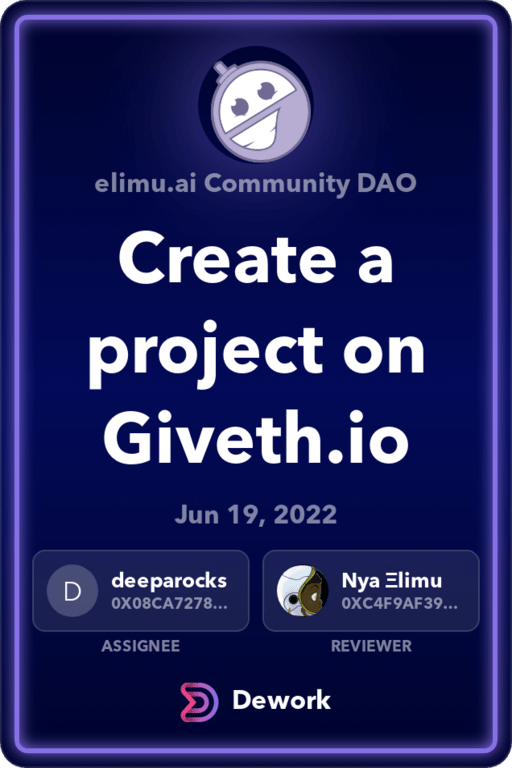 elimu.ai Community DAO
Create a
project on
Giveth.io
Jun 19, 2022
D
deeparocks
0X08CA7278...
ASSIGNEE
Nya Ξlimu
0XC4F9AF39...
REVIEWER
Dework